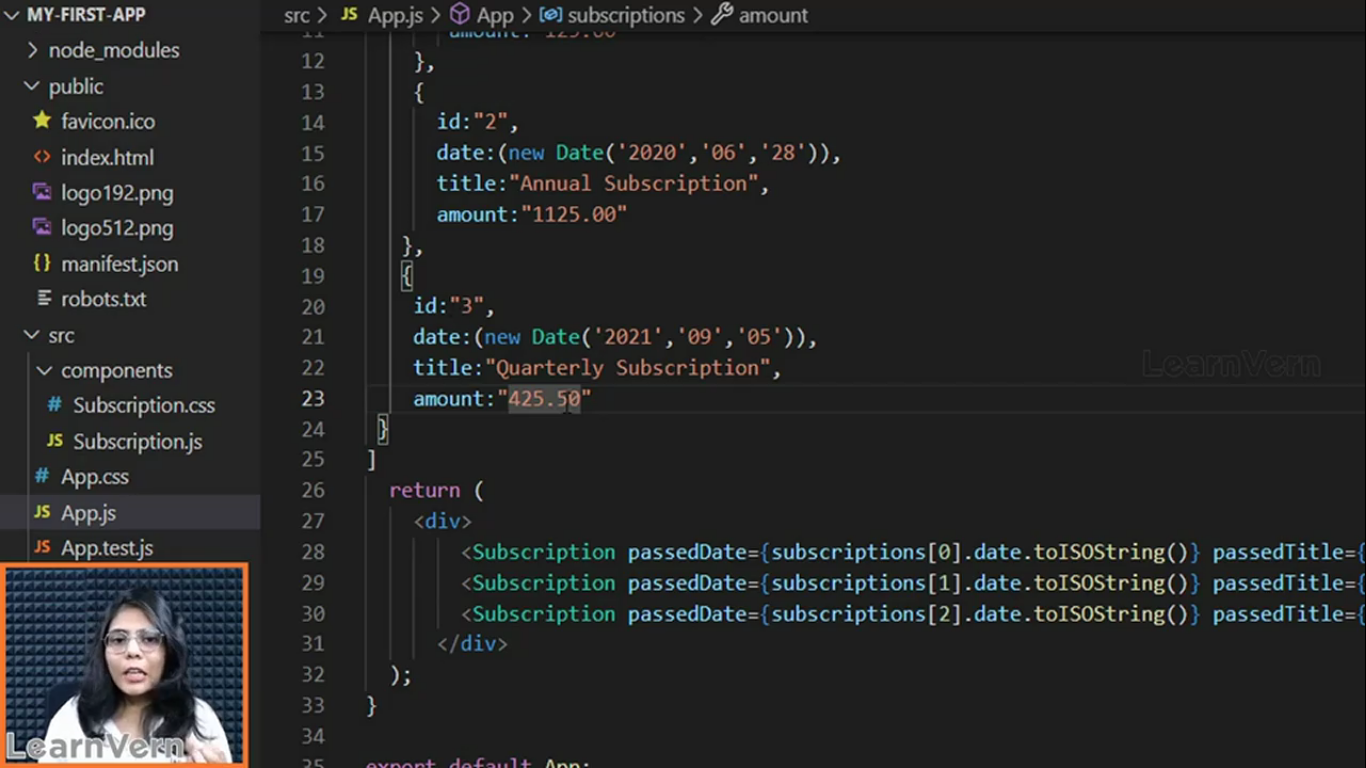 MY-FIRST-APP
node_modules
public
favicon.ico
index.html
logo192.png
logo512.png
manifest.json
robots.txt
src
components
Subscription.css
Subscription.js
App.css
App.js
App.test.js
src > JS App.js > App > subscriptions > amount
11 amount:"125.00"
12 },
13 {
14 id:"2",
15 date:(new Date('2020','06','28')),
16 title:"Annual Subscription",
17 amount:"1125.00"
18 },
19 {
20 id:"3",
21 date:(new Date('2021','09','05')),
22 title:"Quarterly Subscription",
23 amount:"425.50"
24 }
25 ]
26 return (
27 <div>
28 <Subscription passedDate={subscriptions[0].date.toISOString()} passedTitle={
29 <Subscription passedDate={subscriptions[1].date.toISOString()} passedTitle={
30 <Subscription passedDate={subscriptions[2].date.toISOString()} passedTitle={
31 </div>
32 );
33 }
34
35 export default App;
LearnVern
LearnVern